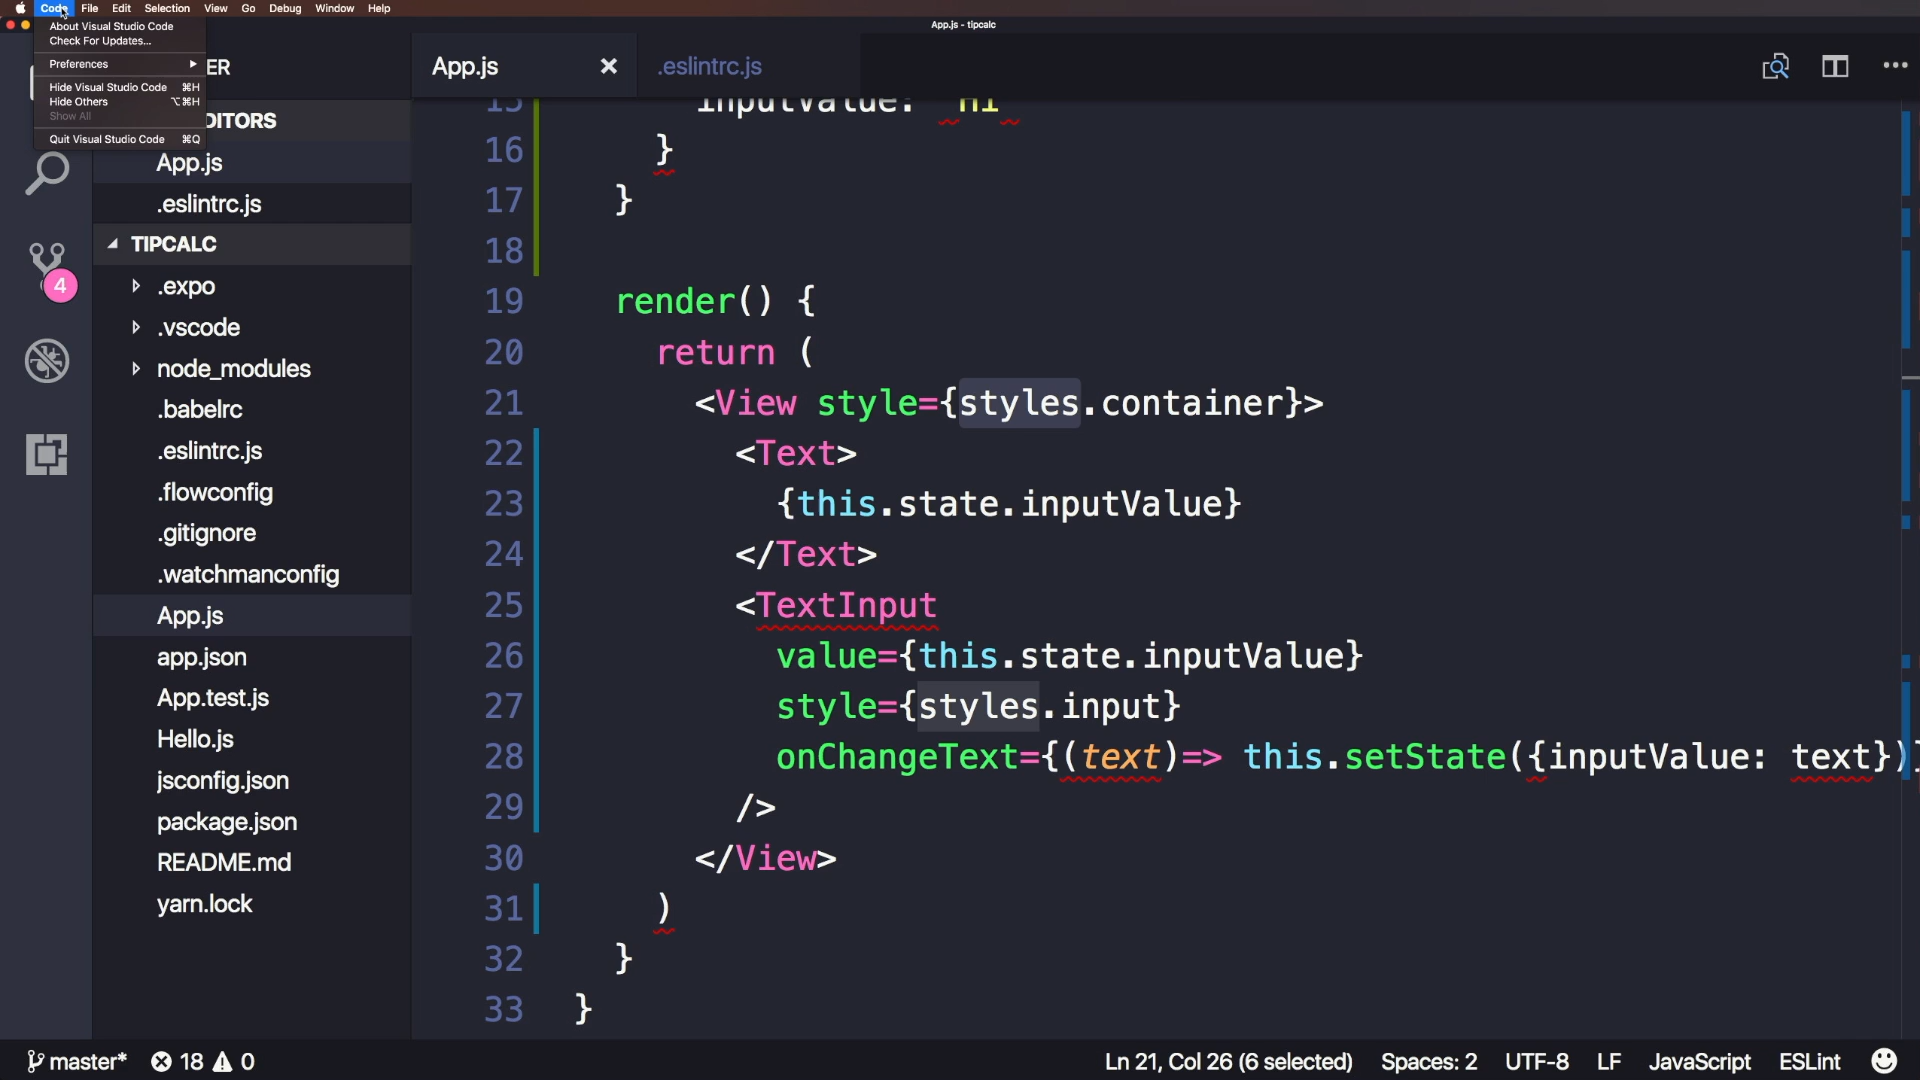 Code File Edit Selection View Go Debug Window Help
App.js - tipcalc
About Visual Studio Code
Check For Updates...
Preferences
Hide Visual Studio Code ⌘H
Hide Others ⌥⌘H
Show All
Quit Visual Studio Code ⌘Q
ER
DITORS
App.js
.eslintrc.js
TIPCALC
.expo
.vscode
node_modules
.babelrc
.eslintrc.js
.flowconfig
.gitignore
.watchmanconfig
App.js
app.json
App.test.js
Hello.js
jsconfig.json
package.json
README.md
yarn.lock
4
App.js .eslintrc.js
15 inputValue: "Hi"
16 }
17 }
18
19 render() {
20 return (
21 <View style={styles.container}>
22 <Text>
23 {this.state.inputValue}
24 </Text>
25 <TextInput
26 value={this.state.inputValue}
27 style={styles.input}
28 onChangeText={(text)=> this.setState({inputValue: text})}
29 />
30 </View>
31 )
32 }
33 }
master* 18 0 Ln 21, Col 26 (6 selected) Spaces: 2 UTF-8 LF JavaScript ESLint